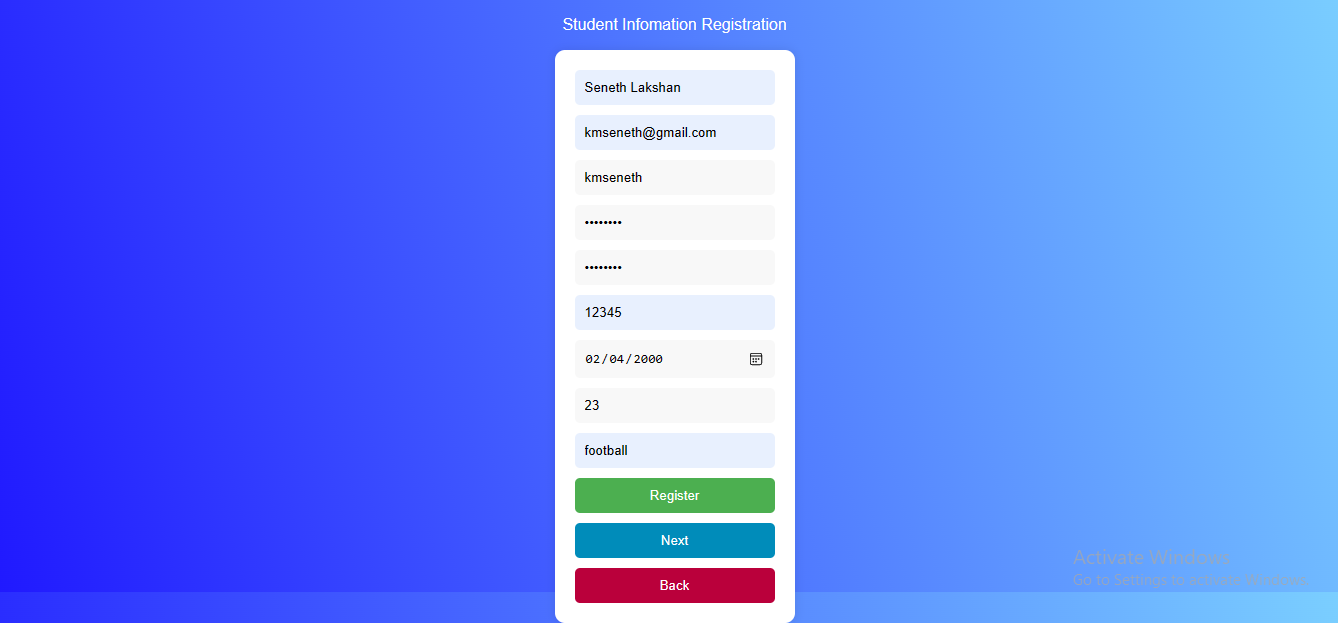 Student Infomation Registration
Seneth Lakshan
kmseneth@gmail.com
kmseneth
••••••••
••••••••
12345
02/04/2000
23
football
Register
Next
Back
Activate Windows
Go to Settings to activate Windows.